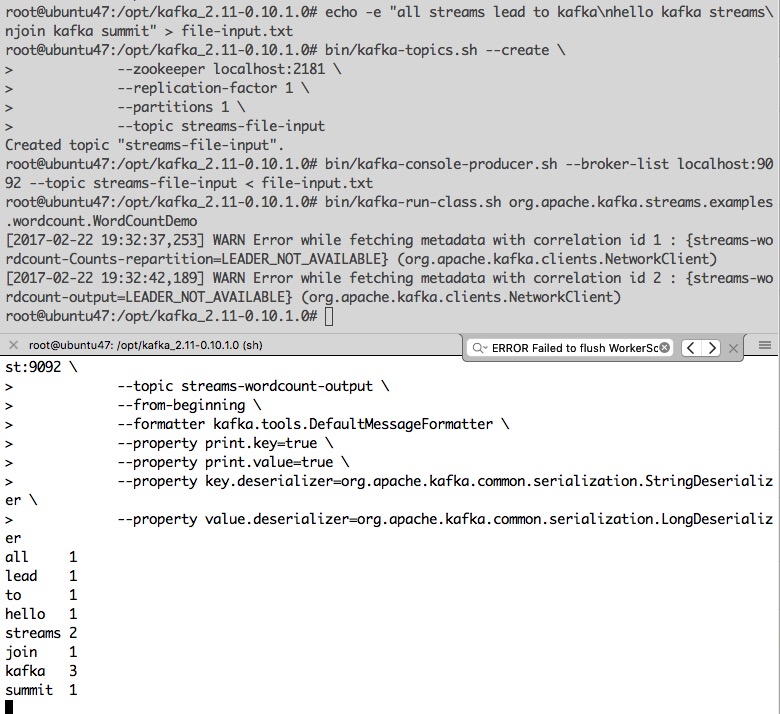 root@ubuntu47:/opt/kafka_2.11-0.10.1.0# echo -e "all streams lead to kafka\nhello kafka streams\
njoin kafka summit" > file-input.txt
root@ubuntu47:/opt/kafka_2.11-0.10.1.0# bin/kafka-topics.sh --create \
> --zookeeper localhost:2181 \
> --replication-factor 1 \
> --partitions 1 \
> --topic streams-file-input
Created topic "streams-file-input".
root@ubuntu47:/opt/kafka_2.11-0.10.1.0# bin/kafka-console-producer.sh --broker-list localhost:90
92 --topic streams-file-input < file-input.txt
root@ubuntu47:/opt/kafka_2.11-0.10.1.0# bin/kafka-run-class.sh org.apache.kafka.streams.examples
.wordcount.WordCountDemo
[2017-02-22 19:32:37,253] WARN Error while fetching metadata with correlation id 1 : {streams-wo
rdcount-Counts-repartition=LEADER_NOT_AVAILABLE} (org.apache.kafka.clients.NetworkClient)
[2017-02-22 19:32:42,189] WARN Error while fetching metadata with correlation id 2 : {streams-wo
rdcount-output=LEADER_NOT_AVAILABLE} (org.apache.kafka.clients.NetworkClient)
root@ubuntu47:/opt/kafka_2.11-0.10.1.0#
root@ubuntu47: /opt/kafka_2.11-0.10.1.0 (sh)
ERROR Failed to flush WorkerSc
st:9092 \
> --topic streams-wordcount-output \
> --from-beginning \
> --formatter kafka.tools.DefaultMessageFormatter \
> --property print.key=true \
> --property print.value=true \
> --property key.deserializer=org.apache.kafka.common.serialization.StringDeserializ
er \
> --property value.deserializer=org.apache.kafka.common.serialization.LongDeserializ
er
all 1
lead 1
to 1
hello 1
streams 2
join 1
kafka 3
summit 1